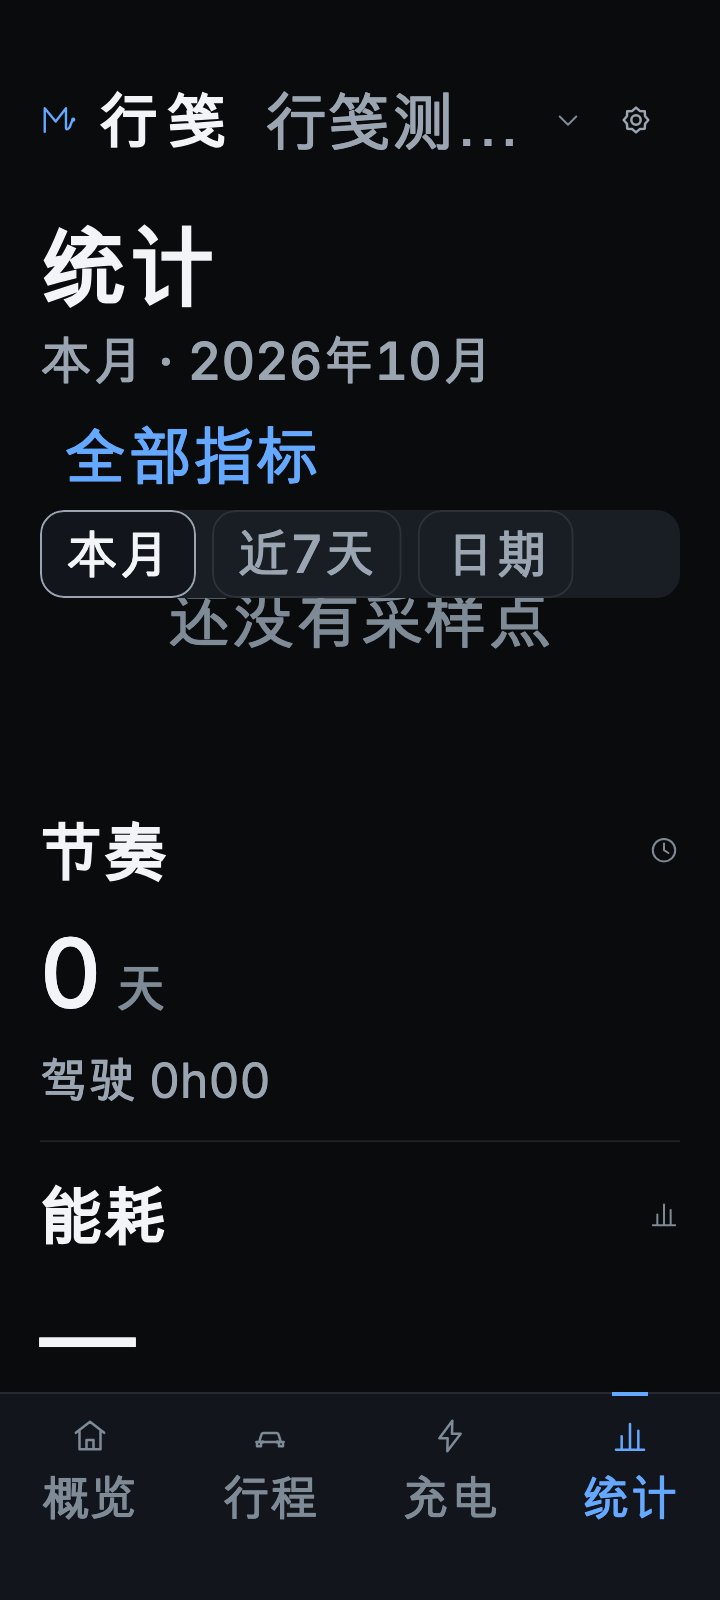 行笺 行笺测...
统计
本月 · 2026年10月
全部指标
本月 近7天 日期
还没有采样点
节奏
0 天
驾驶 0h00
能耗
—
概览 行程 充电 统计